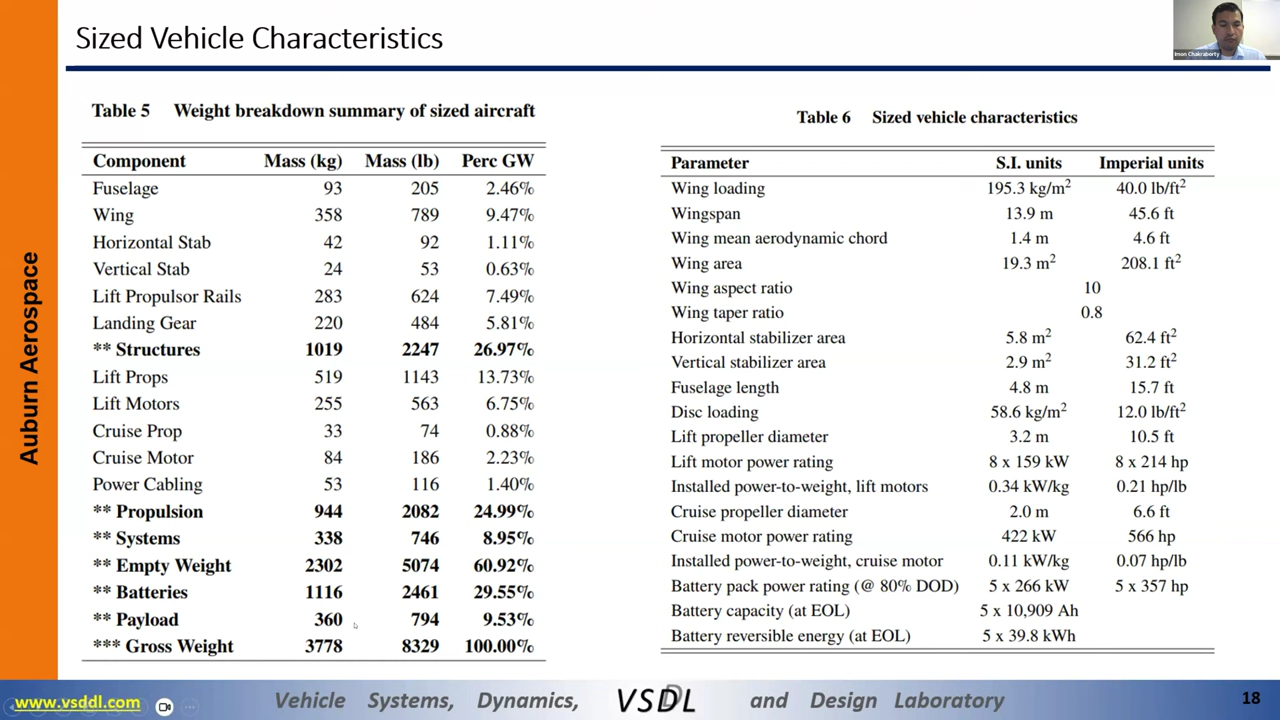 Sized Vehicle Characteristics
Imon Chakraborty
Auburn Aerospace
Table 5 Weight breakdown summary of sized aircraft
Component Mass (kg) Mass (lb) Perc GW
Fuselage 93 205 2.46%
Wing 358 789 9.47%
Horizontal Stab 42 92 1.11%
Vertical Stab 24 53 0.63%
Lift Propulsor Rails 283 624 7.49%
Landing Gear 220 484 5.81%
** Structures 1019 2247 26.97%
Lift Props 519 1143 13.73%
Lift Motors 255 563 6.75%
Cruise Prop 33 74 0.88%
Cruise Motor 84 186 2.23%
Power Cabling 53 116 1.40%
** Propulsion 944 2082 24.99%
** Systems 338 746 8.95%
** Empty Weight 2302 5074 60.92%
** Batteries 1116 2461 29.55%
** Payload 360 794 9.53%
*** Gross Weight 3778 8329 100.00%
Table 6 Sized vehicle characteristics
Parameter S.I. units Imperial units
Wing loading 195.3 kg/m² 40.0 lb/ft²
Wingspan 13.9 m 45.6 ft
Wing mean aerodynamic chord 1.4 m 4.6 ft
Wing area 19.3 m² 208.1 ft²
Wing aspect ratio 10
Wing taper ratio 0.8
Horizontal stabilizer area 5.8 m² 62.4 ft²
Vertical stabilizer area 2.9 m² 31.2 ft²
Fuselage length 4.8 m 15.7 ft
Disc loading 58.6 kg/m² 12.0 lb/ft²
Lift propeller diameter 3.2 m 10.5 ft
Lift motor power rating 8 x 159 kW 8 x 214 hp
Installed power-to-weight, lift motors 0.34 kW/kg 0.21 hp/lb
Cruise propeller diameter 2.0 m 6.6 ft
Cruise motor power rating 422 kW 566 hp
Installed power-to-weight, cruise motor 0.11 kW/kg 0.07 hp/lb
Battery pack power rating (@ 80% DOD) 5 x 266 kW 5 x 357 hp
Battery capacity (at EOL) 5 x 10,909 Ah
Battery reversible energy (at EOL) 5 x 39.8 kWh
www.vsddl.com
Vehicle Systems, Dynamics, VSDDL and Design Laboratory
18